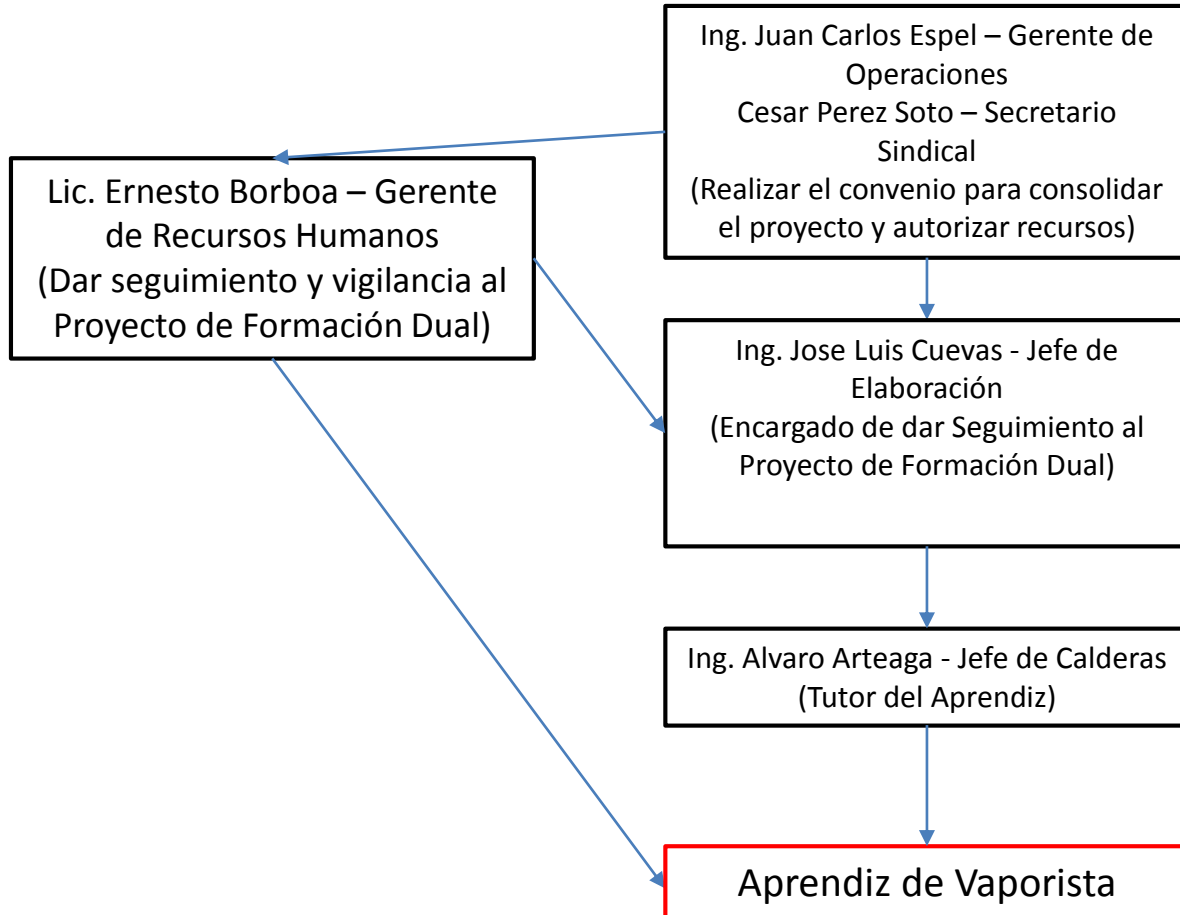 Ing. Juan Carlos Espel – Gerente de
Operaciones
Cesar Perez Soto – Secretario
Sindical
(Realizar el convenio para consolidar
el proyecto y autorizar recursos)
Lic. Ernesto Borboa – Gerente
de Recursos Humanos
(Dar seguimiento y vigilancia al
Proyecto de Formación Dual)
Ing. Jose Luis Cuevas - Jefe de
Elaboración
(Encargado de dar Seguimiento al
Proyecto de Formación Dual)
Ing. Alvaro Arteaga - Jefe de Calderas
(Tutor del Aprendiz)
Aprendiz de Vaporista